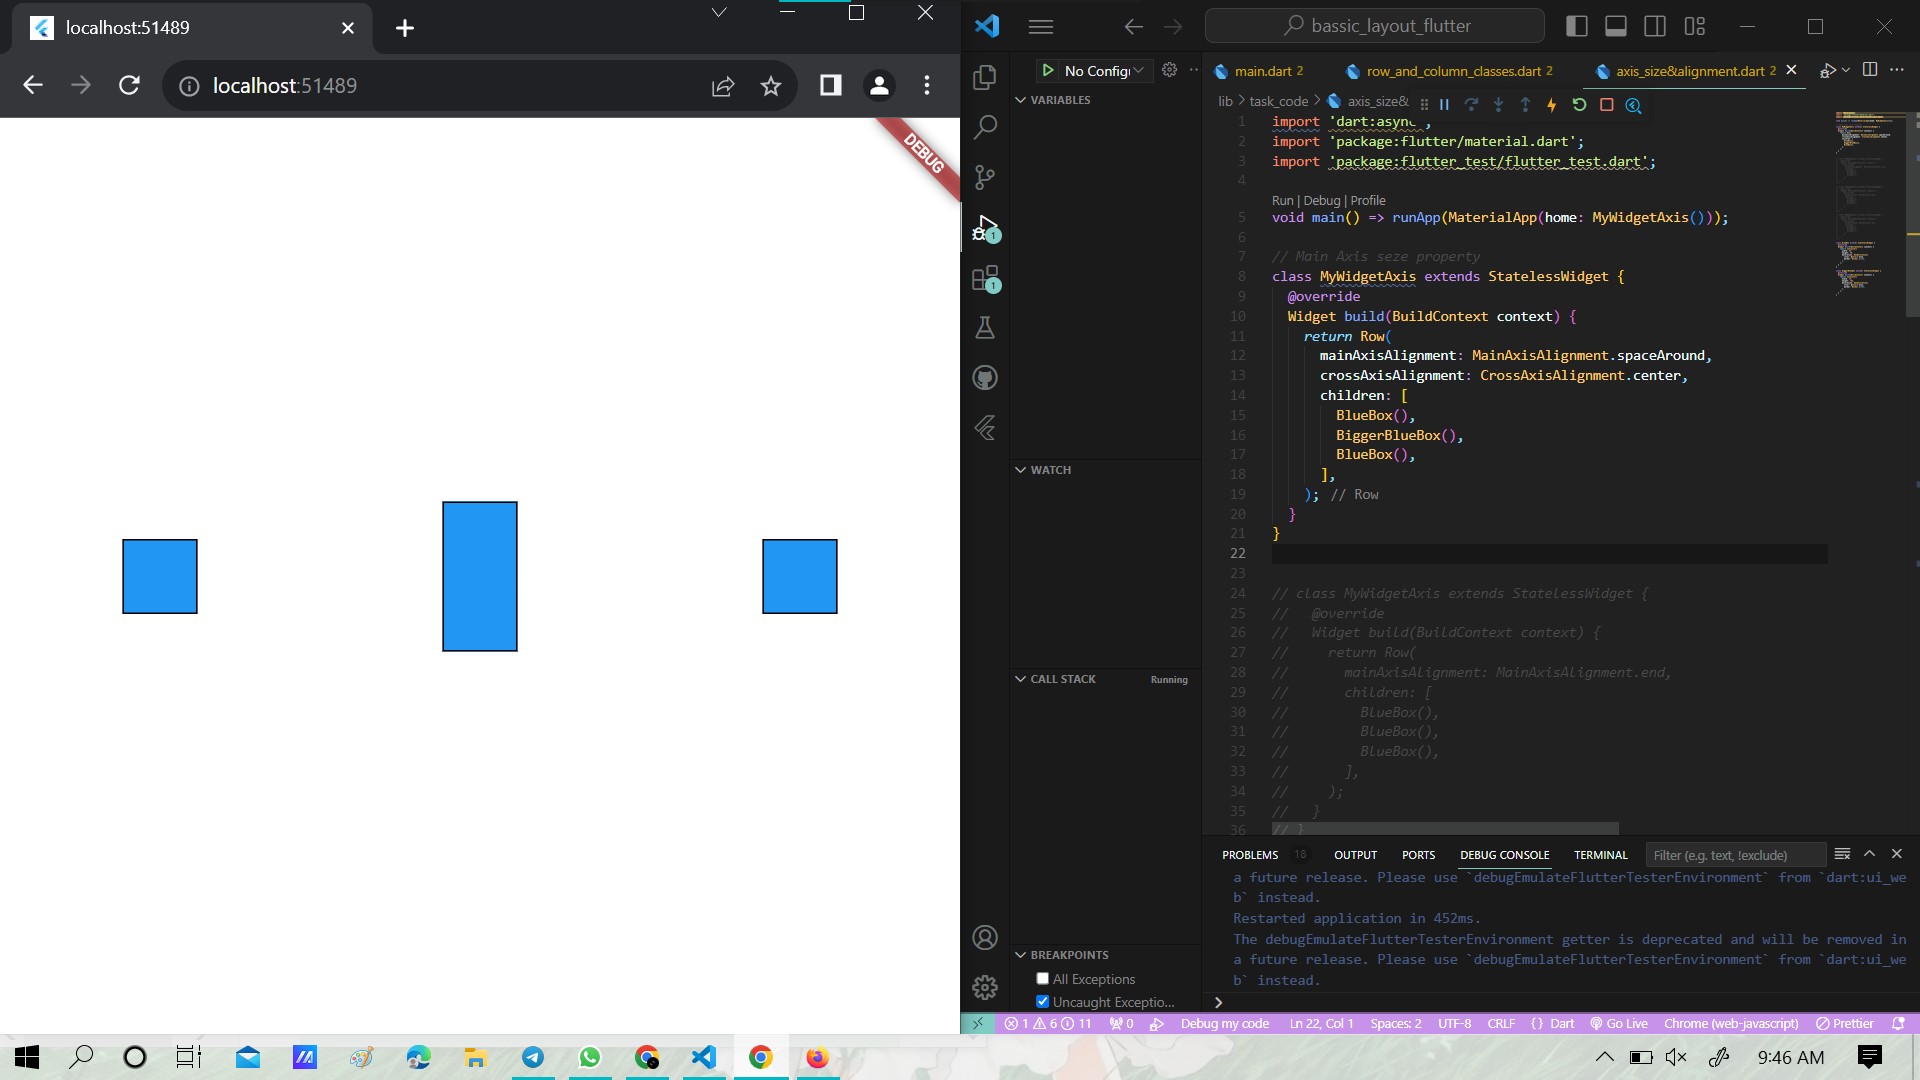 localhost:51489
localhost:51489
DEBUG
bassic_layout_flutter
No Config
VARIABLES
WATCH
CALL STACK
Running
BREAKPOINTS
All Exceptions
Uncaught Exceptio...
main.dart 2
row_and_column_classes.dart 2
axis_size&alignment.dart 2
lib > task_code > axis_size&
1 import 'dart:async';
2 import 'package:flutter/material.dart';
3 import 'package:flutter_test/flutter_test.dart';
4
Run | Debug | Profile
5 void main() => runApp(MaterialApp(home: MyWidgetAxis()));
6
7 // Main Axis seze property
8 class MyWidgetAxis extends StatelessWidget {
9 @override
10 Widget build(BuildContext context) {
11 return Row(
12 mainAxisAlignment: MainAxisAlignment.spaceAround,
13 crossAxisAlignment: CrossAxisAlignment.center,
14 children: [
15 BlueBox(),
16 BiggerBlueBox(),
17 BlueBox(),
18 ],
19 ); // Row
20 }
21 }
22
23
24 // class MyWidgetAxis extends StatelessWidget {
25 // @override
26 // Widget build(BuildContext context) {
27 // return Row(
28 // mainAxisAlignment: MainAxisAlignment.end,
29 // children: [
30 // BlueBox(),
31 // BlueBox(),
32 // BlueBox(),
33 // ],
34 // );
35 // }
36 // }
PROBLEMS 18 OUTPUT PORTS DEBUG CONSOLE TERMINAL Filter (e.g. text, !exclude)
a future release. Please use `debugEmulateFlutterTesterEnvironment` from `dart:ui_we
b` instead.
Restarted application in 452ms.
The debugEmulateFlutterTesterEnvironment getter is deprecated and will be removed in
a future release. Please use `debugEmulateFlutterTesterEnvironment` from `dart:ui_we
b` instead.
1 6 11 0 Debug my code Ln 22, Col 1 Spaces: 2 UTF-8 CRLF {} Dart Go Live Chrome (web-javascript) Prettier
9:46 AM